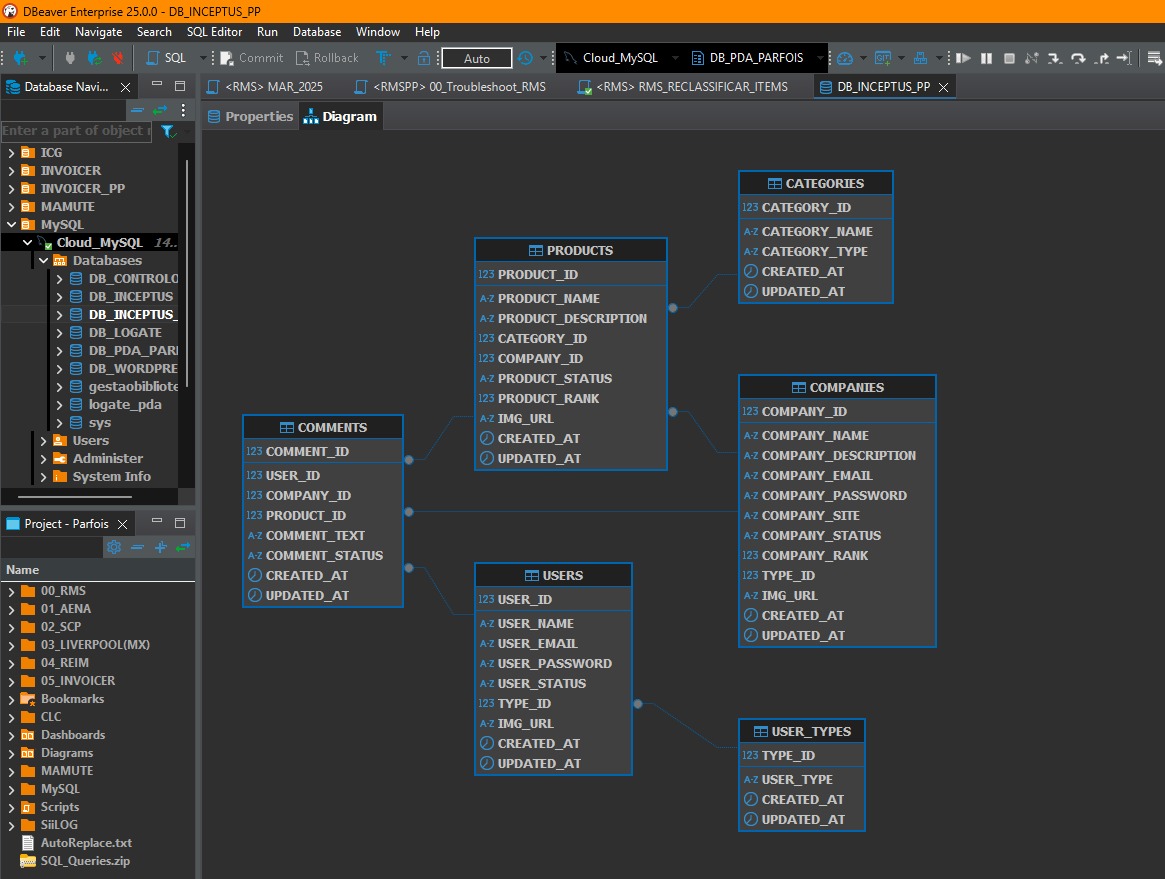 DBeaver Enterprise 25.0.0 - DB_INCEPTUS_PP
File Edit Navigate Search SQL Editor Run Database Window Help
SQL Commit Rollback Auto Cloud_MySQL DB_PDA_PARFOIS
Database Navi...
<RMS> MAR_2025 <RMSPP> 00_Troubleshoot_RMS <RMS> RMS_RECLASSIFICAR_ITEMS DB_INCEPTUS_PP
Properties Diagram
Enter a part of object
ICG
INVOICER
INVOICER_PP
MAMUTE
MySQL
Cloud_MySQL 14..
Databases
DB_CONTROLO
DB_INCEPTUS
DB_INCEPTUS_
DB_LOGATE
DB_PDA_PARI
DB_WORDPRE
gestaobibliote
logate_pda
sys
Users
Administer
System Info
Project - Parfois
Name
00_RMS
01_AENA
02_SCP
03_LIVERPOOL(MX)
04_REIM
05_INVOICER
Bookmarks
CLC
Dashboards
Diagrams
MAMUTE
MySQL
Scripts
SiiLOG
AutoReplace.txt
SQL_Queries.zip
COMMENTS
123 COMMENT_ID
123 USER_ID
123 COMPANY_ID
123 PRODUCT_ID
A-Z COMMENT_TEXT
A-Z COMMENT_STATUS
CREATED_AT
UPDATED_AT
PRODUCTS
123 PRODUCT_ID
A-Z PRODUCT_NAME
A-Z PRODUCT_DESCRIPTION
123 CATEGORY_ID
123 COMPANY_ID
A-Z PRODUCT_STATUS
123 PRODUCT_RANK
A-Z IMG_URL
CREATED_AT
UPDATED_AT
USERS
123 USER_ID
A-Z USER_NAME
A-Z USER_EMAIL
A-Z USER_PASSWORD
A-Z USER_STATUS
123 TYPE_ID
A-Z IMG_URL
CREATED_AT
UPDATED_AT
CATEGORIES
123 CATEGORY_ID
A-Z CATEGORY_NAME
A-Z CATEGORY_TYPE
CREATED_AT
UPDATED_AT
COMPANIES
123 COMPANY_ID
A-Z COMPANY_NAME
A-Z COMPANY_DESCRIPTION
A-Z COMPANY_EMAIL
A-Z COMPANY_PASSWORD
A-Z COMPANY_SITE
A-Z COMPANY_STATUS
123 COMPANY_RANK
123 TYPE_ID
A-Z IMG_URL
CREATED_AT
UPDATED_AT
USER_TYPES
123 TYPE_ID
A-Z USER_TYPE
CREATED_AT
UPDATED_AT